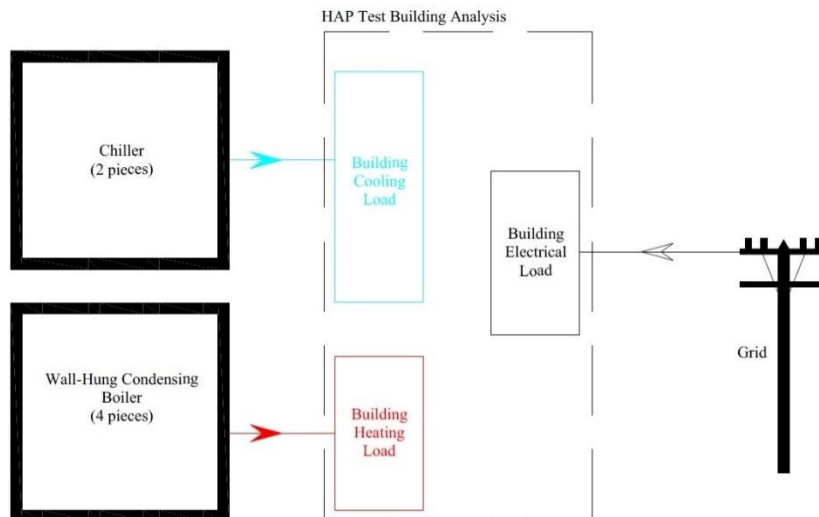 HAP Test Building Analysis
Chiller
(2 pieces)
Building
Cooling
Load
Building
Electrical
Load
Grid
Wall-Hung Condensing
Boiler
(4 pieces)
Building
Heating
Load